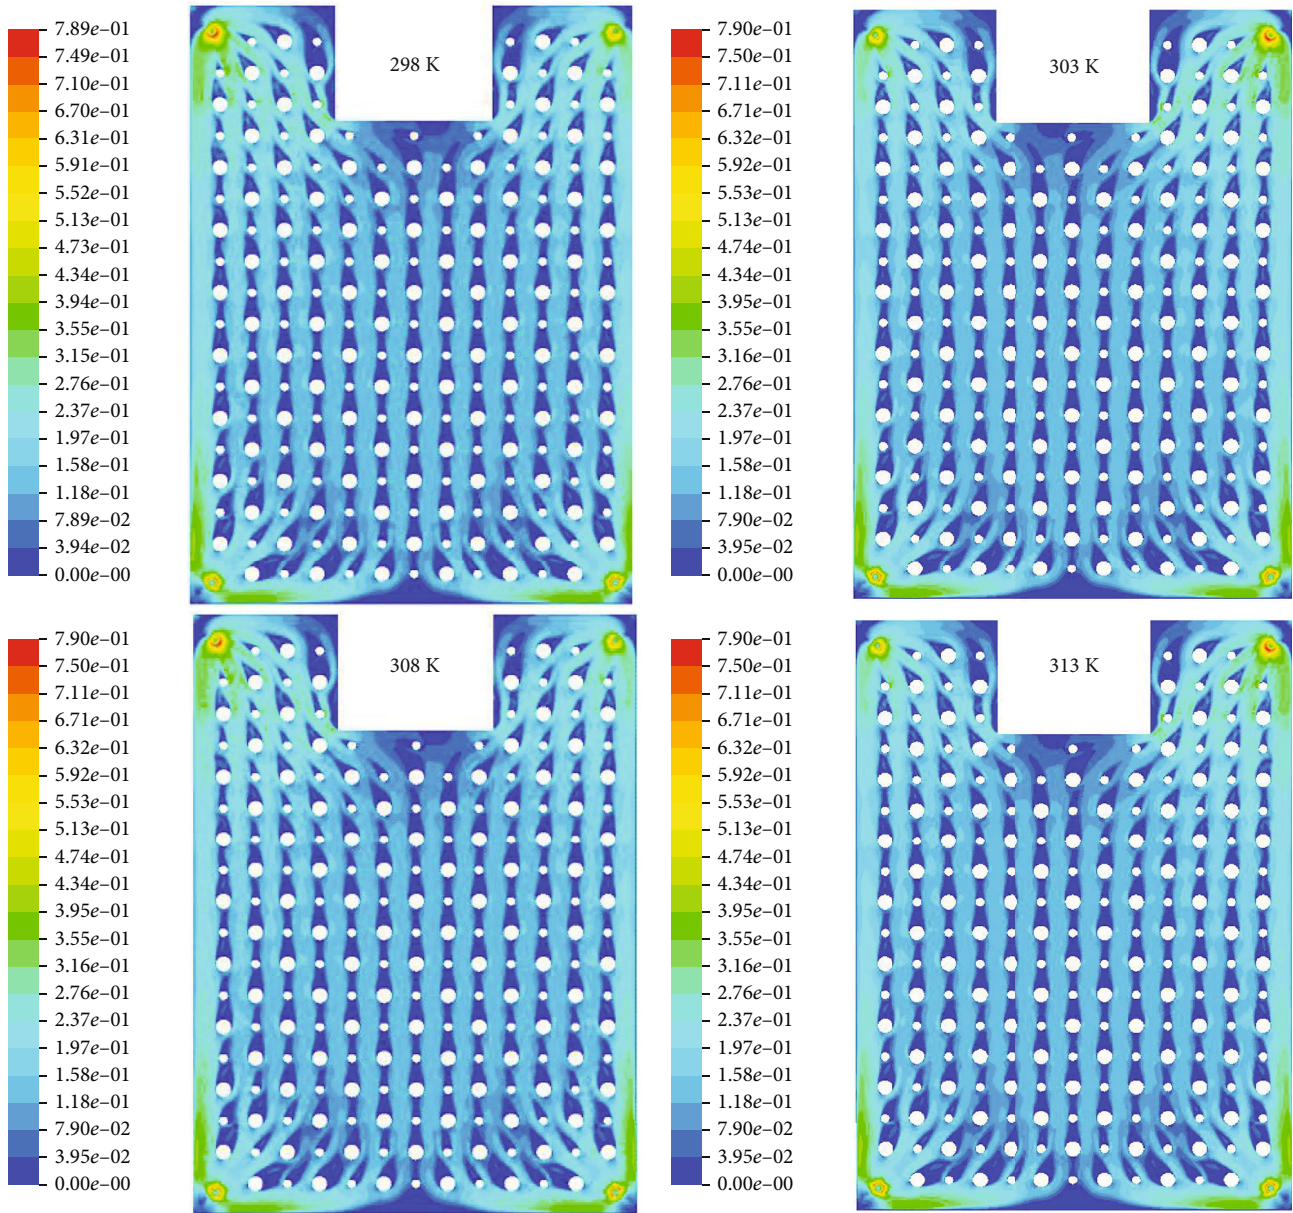 7.89e–01
7.49e–01
7.10e–01
6.70e–01
6.31e–01
5.91e–01
5.52e–01
5.13e–01
4.73e–01
4.34e–01
3.94e–01
3.55e–01
3.15e–01
2.76e–01
2.37e–01
1.97e–01
1.58e–01
1.18e–01
7.89e–02
3.94e–02
0.00e–00
298 K
7.90e–01
7.50e–01
7.11e–01
6.71e–01
6.32e–01
5.92e–01
5.53e–01
5.13e–01
4.74e–01
4.34e–01
3.95e–01
3.55e–01
3.16e–01
2.76e–01
2.37e–01
1.97e–01
1.58e–01
1.18e–01
7.90e–02
3.95e–02
0.00e–00
303 K
7.90e–01
7.50e–01
7.11e–01
6.71e–01
6.32e–01
5.92e–01
5.53e–01
5.13e–01
4.74e–01
4.34e–01
3.95e–01
3.55e–01
3.16e–01
2.76e–01
2.37e–01
1.97e–01
1.58e–01
1.18e–01
7.90e–02
3.95e–02
0.00e–00
308 K
7.90e–01
7.50e–01
7.11e–01
6.71e–01
6.32e–01
5.92e–01
5.53e–01
5.13e–01
4.74e–01
4.34e–01
3.95e–01
3.55e–01
3.16e–01
2.76e–01
2.37e–01
1.97e–01
1.58e–01
1.18e–01
7.90e–02
3.95e–02
0.00e–00
313 K